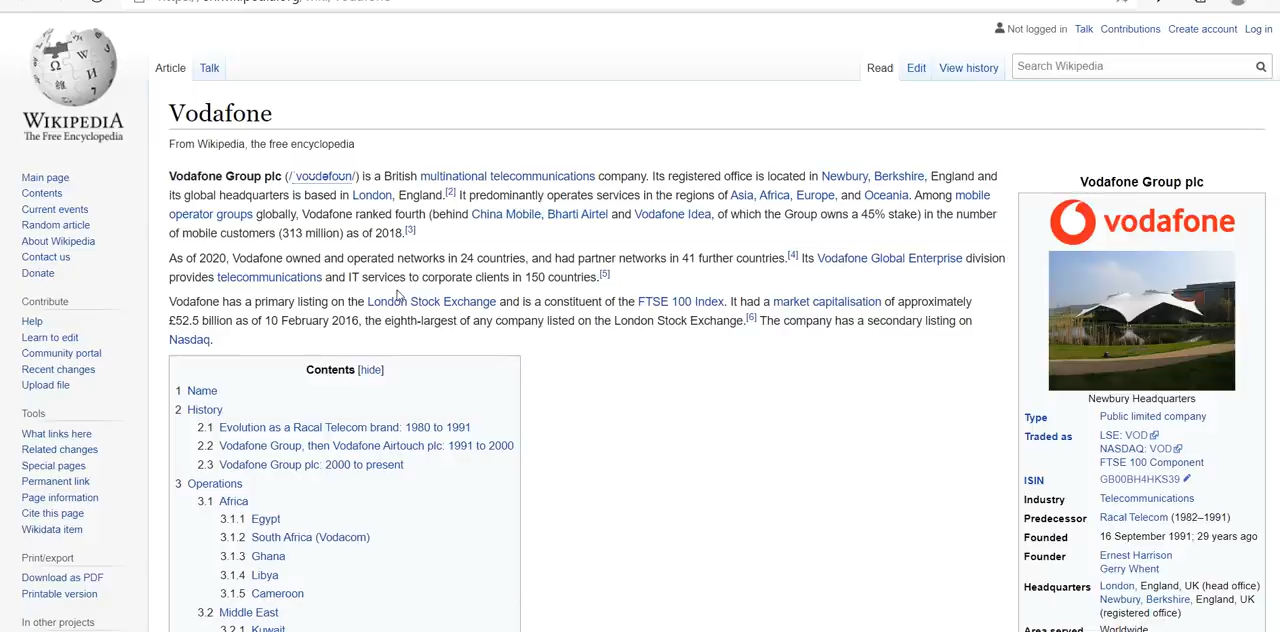 Not logged in Talk Contributions Create account Log in
Article Talk Read Edit View history Search Wikipedia
WIKIPEDIA
The Free Encyclopedia
Main page
Contents
Current events
Random article
About Wikipedia
Contact us
Donate
Contribute
Help
Learn to edit
Community portal
Recent changes
Upload file
Tools
What links here
Related changes
Special pages
Permanent link
Page information
Cite this page
Wikidata item
Print/export
Download as PDF
Printable version
In other projects
Vodafone
From Wikipedia, the free encyclopedia
Vodafone Group plc (/ˈvoʊdəfoʊn/) is a British multinational telecommunications company. Its registered office is located in Newbury, Berkshire, England and
its global headquarters is based in London, England.[2] It predominantly operates services in the regions of Asia, Africa, Europe, and Oceania. Among mobile
operator groups globally, Vodafone ranked fourth (behind China Mobile, Bharti Airtel and Vodafone Idea, of which the Group owns a 45% stake) in the number
of mobile customers (313 million) as of 2018.[3]
As of 2020, Vodafone owned and operated networks in 24 countries, and had partner networks in 41 further countries.[4] Its Vodafone Global Enterprise division
provides telecommunications and IT services to corporate clients in 150 countries.[5]
Vodafone has a primary listing on the London Stock Exchange and is a constituent of the FTSE 100 Index. It had a market capitalisation of approximately
£52.5 billion as of 10 February 2016, the eighth-largest of any company listed on the London Stock Exchange.[6] The company has a secondary listing on
Nasdaq.
Contents [hide]
1 Name
2 History
2.1 Evolution as a Racal Telecom brand: 1980 to 1991
2.2 Vodafone Group, then Vodafone Airtouch plc: 1991 to 2000
2.3 Vodafone Group plc: 2000 to present
3 Operations
3.1 Africa
3.1.1 Egypt
3.1.2 South Africa (Vodacom)
3.1.3 Ghana
3.1.4 Libya
3.1.5 Cameroon
3.2 Middle East
3.2.1 Kuwait
Vodafone Group plc
vodafone
Newbury Headquarters
Type Public limited company
Traded as LSE: VOD
NASDAQ: VOD
FTSE 100 Component
ISIN GB00BH4HKS39
Industry Telecommunications
Predecessor Racal Telecom (1982–1991)
Founded 16 September 1991; 29 years ago
Founder Ernest Harrison
Gerry Whent
Headquarters London, England, UK (head office)
Newbury, Berkshire, England, UK
(registered office)
Area served Worldwide